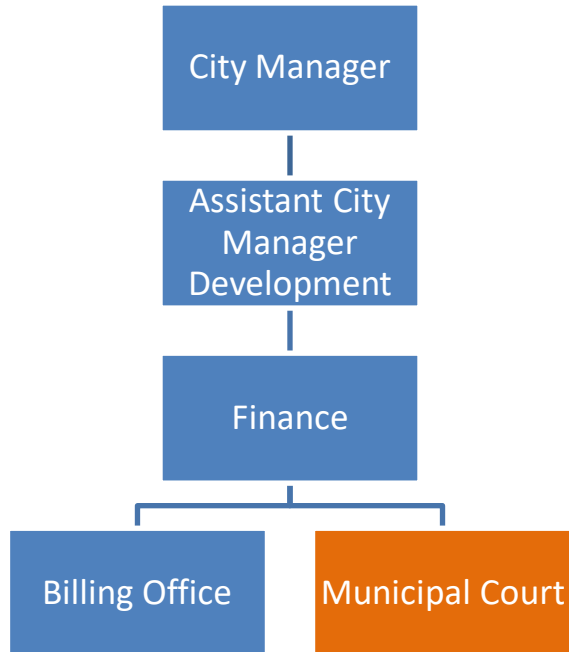 City Manager
Assistant City
Manager
Development
Finance
Billing Office
Municipal Court